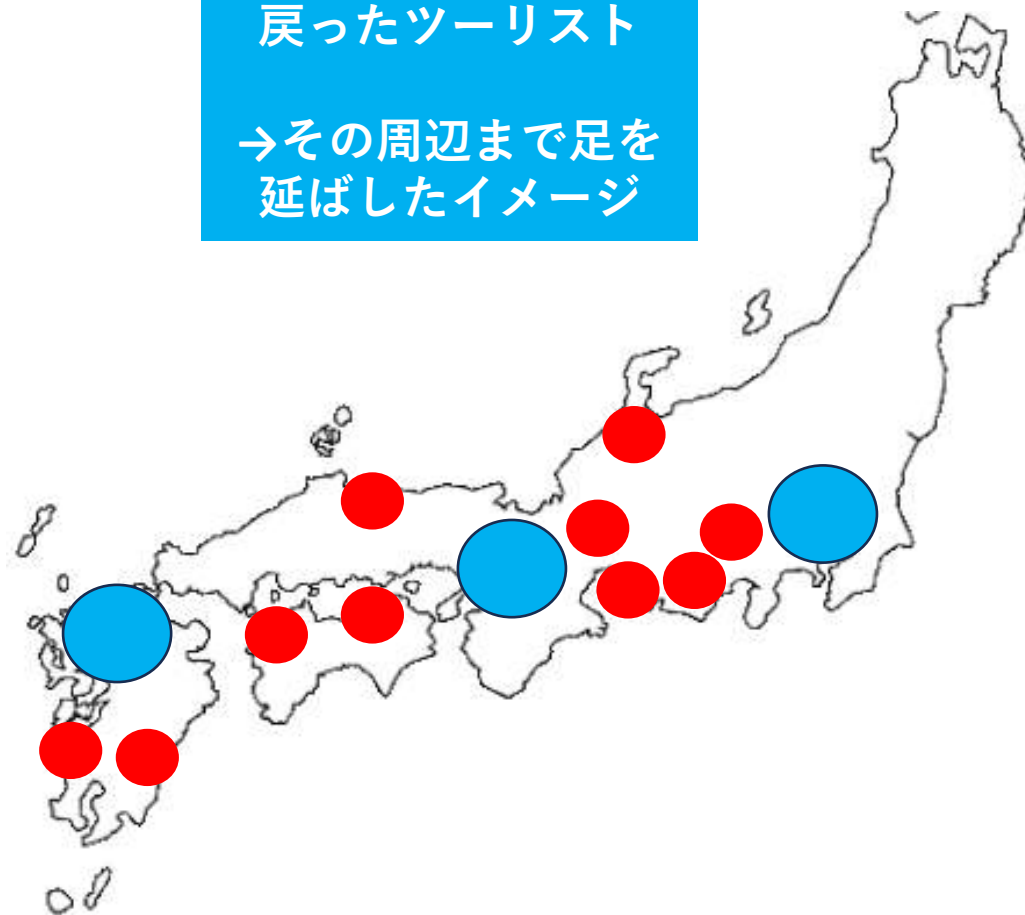 戻ったツーリスト
→その周辺まで足を
延ばしたイメージ